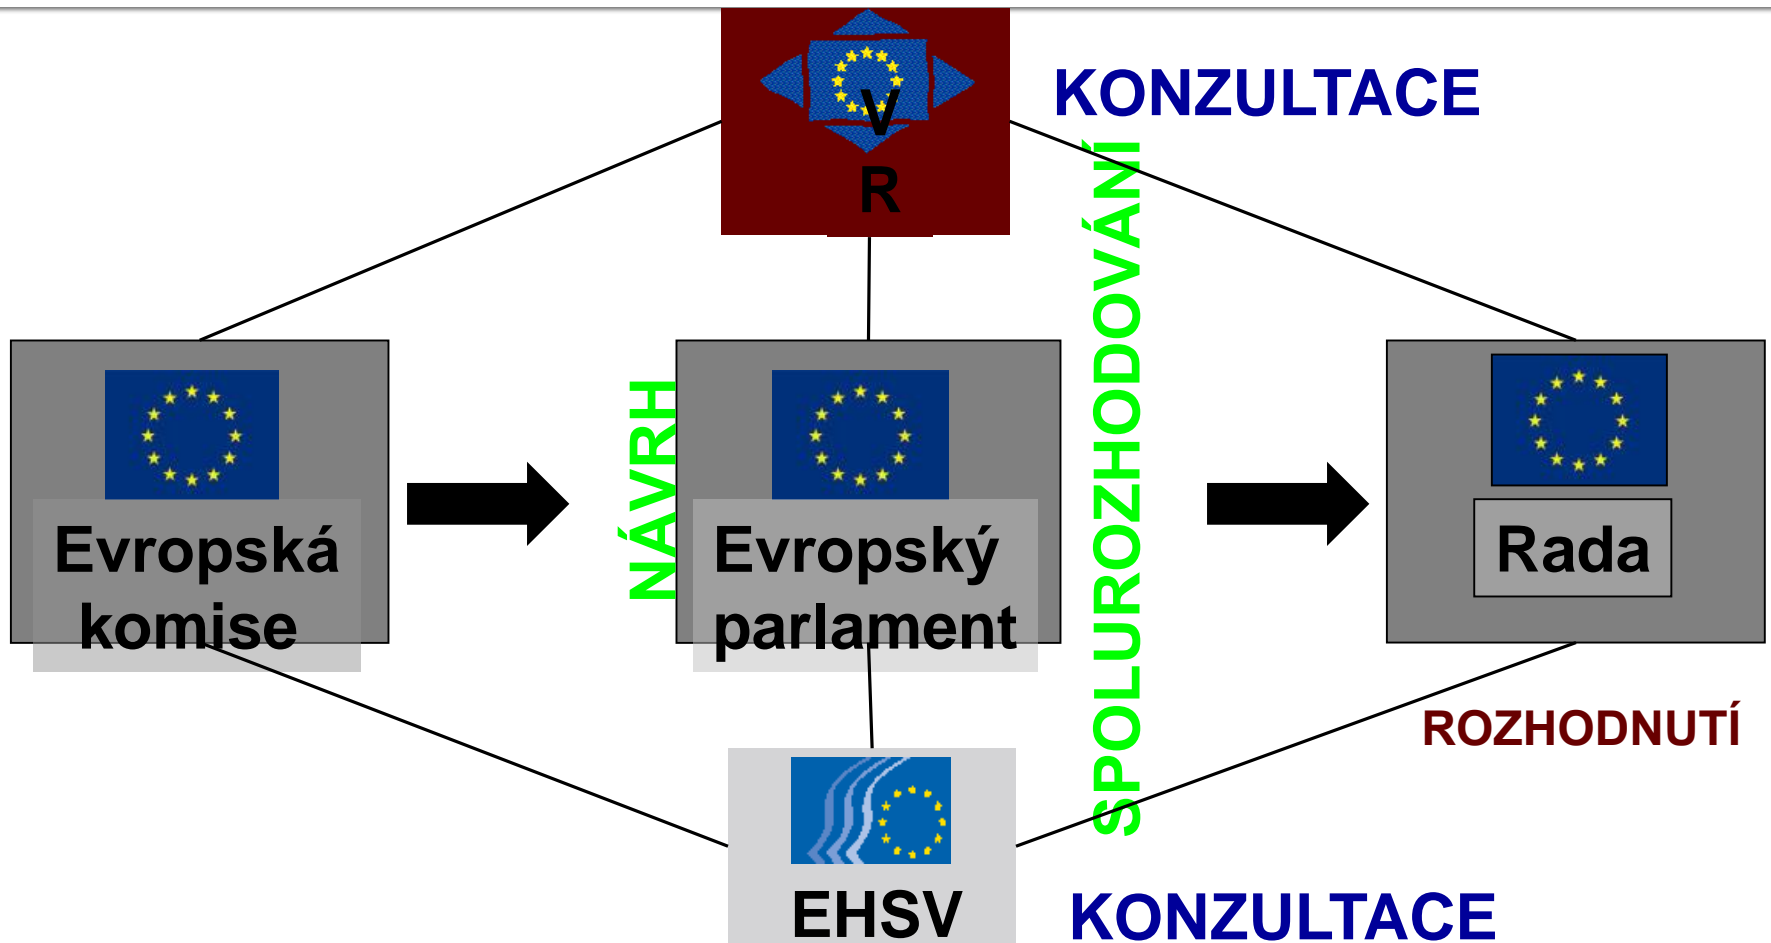 V
R
KONZULTACE
SPOLUROZHODOVÁNÍ
NÁVRH
Evropská
komise
Evropský
parlament
Rada
ROZHODNUTÍ
EHSV
KONZULTACE